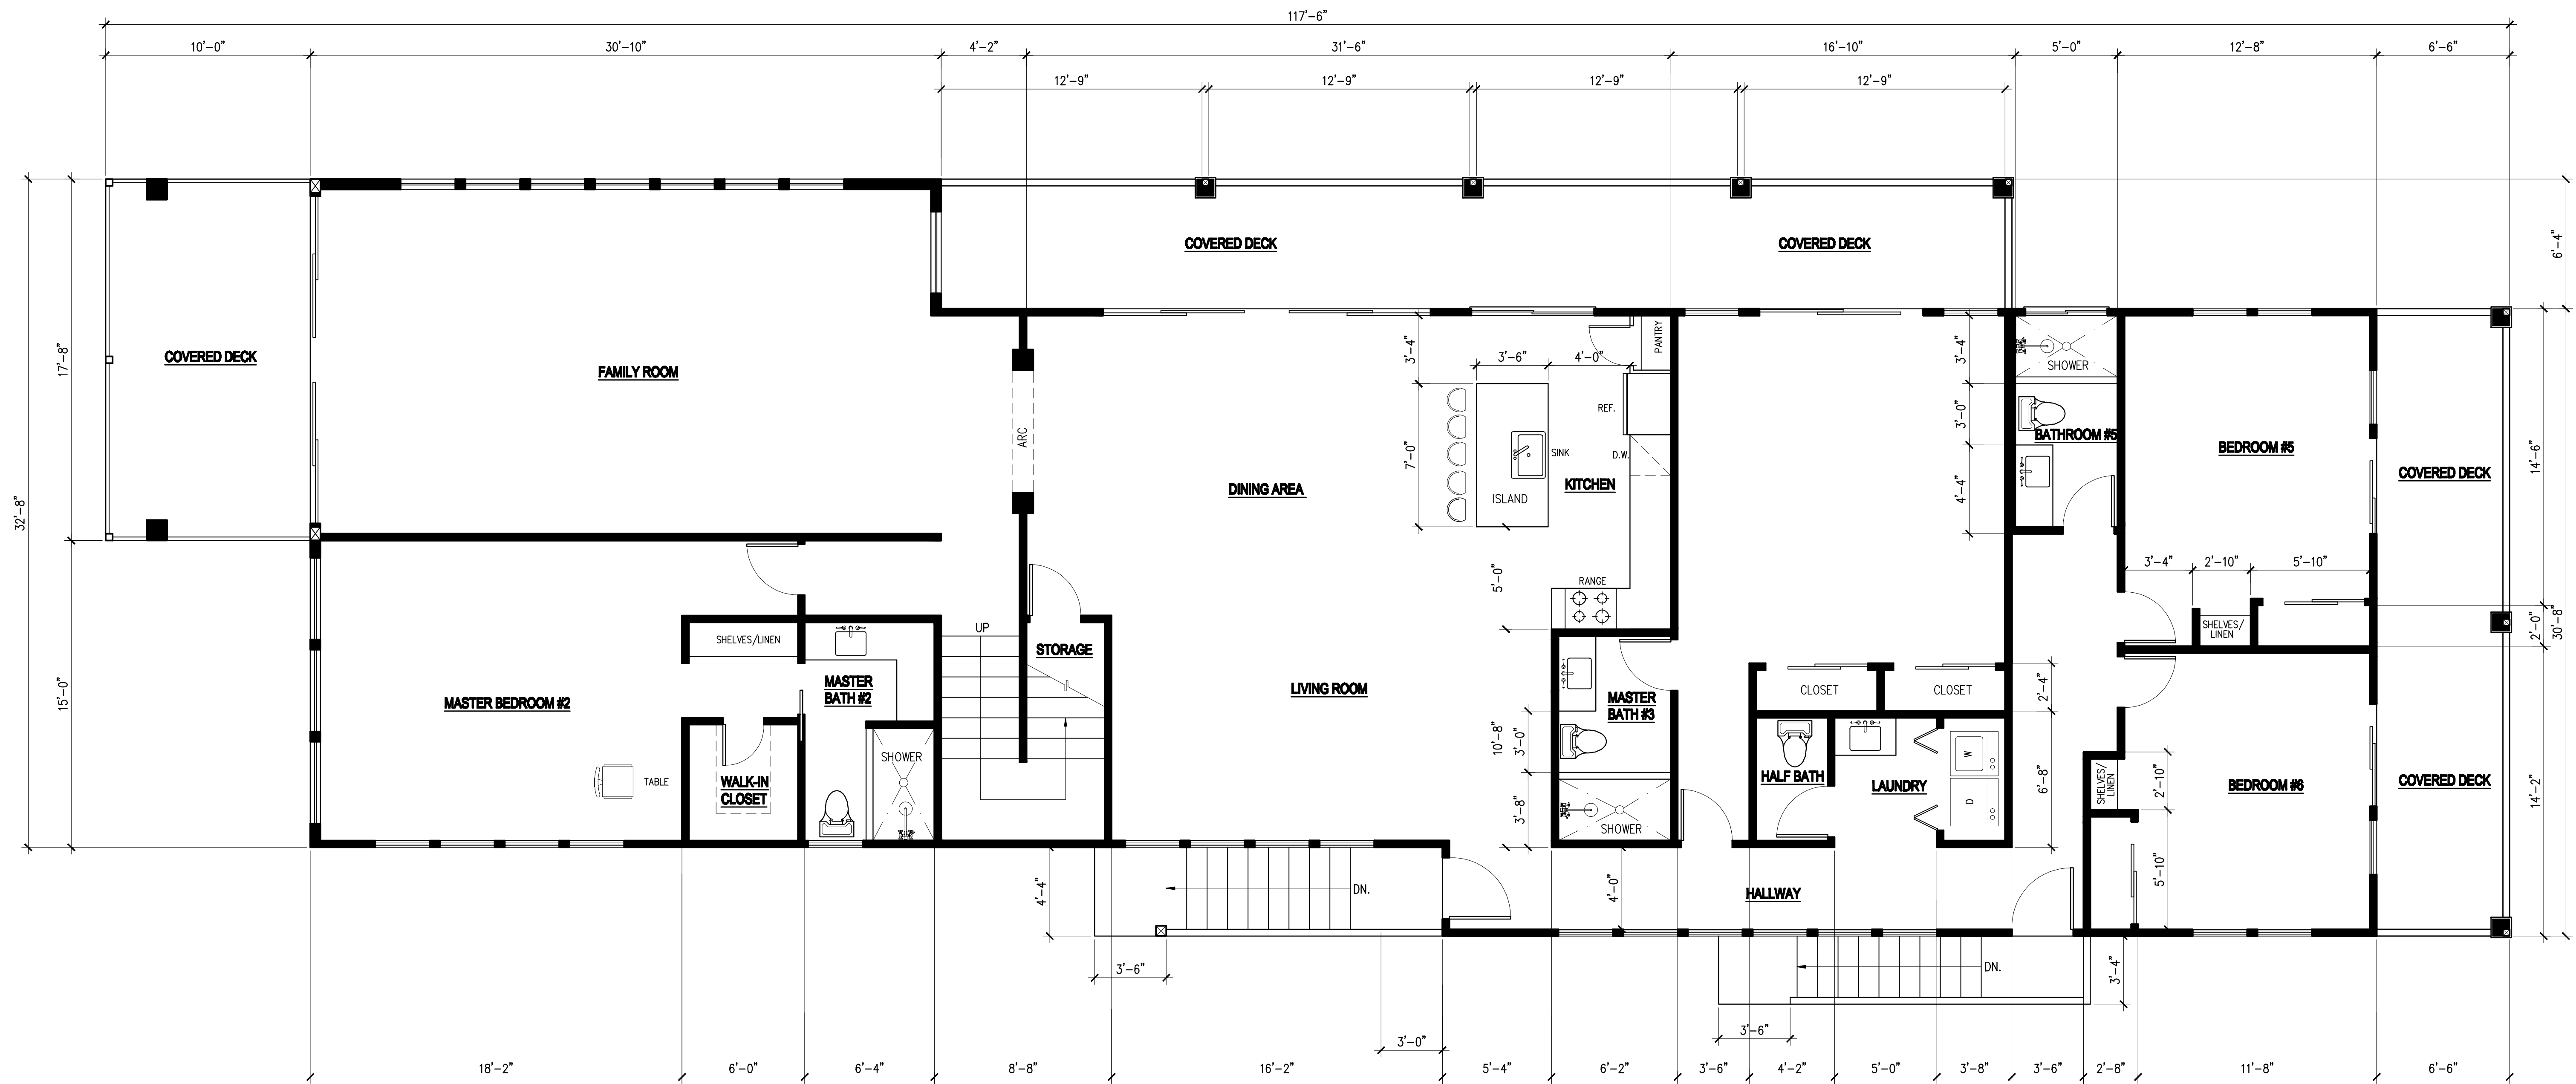 117'-6"
10'-0"
30'-10"
4'-2"
31'-6"
16'-10"
5'-0"
12'-8"
6'-6"
12'-9"
12'-9"
12'-9"
12'-9"
COVERED DECK
COVERED DECK
6'-4"
32'-8"
17'-8"
15'-0"
COVERED DECK
FAMILY ROOM
ARC
3'-4"
3'-6"
4'-0"
PANTRY
REF.
7'-0"
SINK
D.W.
KITCHEN
ISLAND
DINING AREA
5'-0"
RANGE
3'-4"
3'-0"
4'-4"
SHOWER
BATHROOM #5
BEDROOM #5
COVERED DECK
14'-6"
3'-4"
2'-10"
5'-10"
SHELVES/
LINEN
2'-0"
30'-8"
MASTER BEDROOM #2
SHELVES/LINEN
MASTER
BATH #2
UP
STORAGE
SHOWER
TABLE
WALK-IN
CLOSET
LIVING ROOM
10'-8"
3'-0"
3'-8"
MASTER
BATH #3
SHOWER
CLOSET
CLOSET
2'-4"
HALF BATH
LAUNDRY
W
D
6'-8"
SHELVES/
LINEN
2'-10"
5'-10"
BEDROOM #6
COVERED DECK
14'-2"
4'-4"
DN.
4'-0"
HALLWAY
3'-6"
DN.
3'-4"
3'-6"
3'-0"
18'-2"
6'-0"
6'-4"
8'-8"
16'-2"
5'-4"
6'-2"
3'-6"
4'-2"
5'-0"
3'-8"
3'-6"
2'-8"
11'-8"
6'-6"